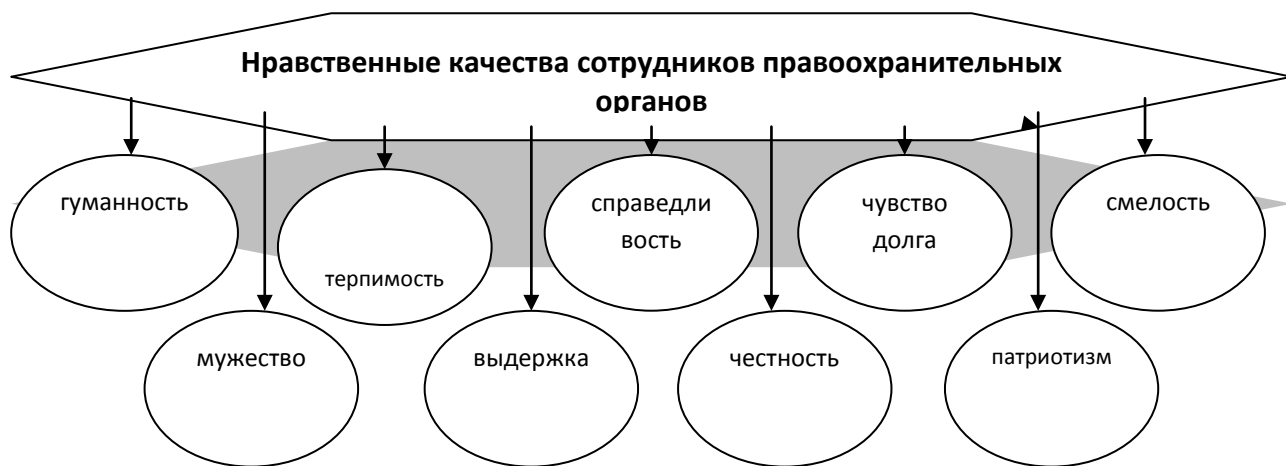 Нравственные качества сотрудников правоохранительных
органов
гуманность
терпимость
справедли
вость
чувство
долга
смелость
мужество
выдержка
честность
патриотизм